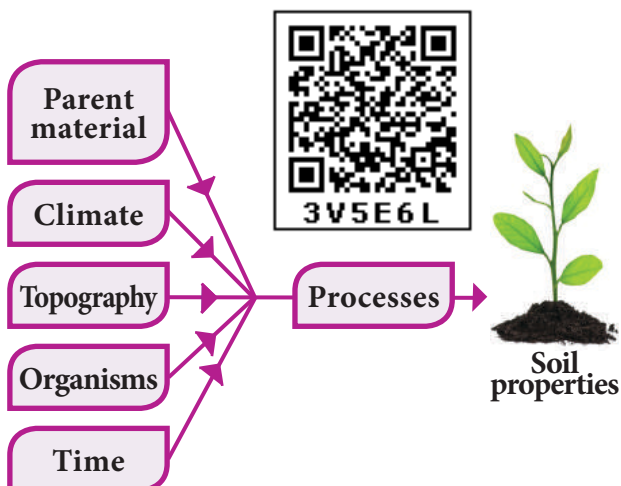 Parent
material
Climate
Topography
Organisms
Time
3V5E6L
Processes
Soil
properties